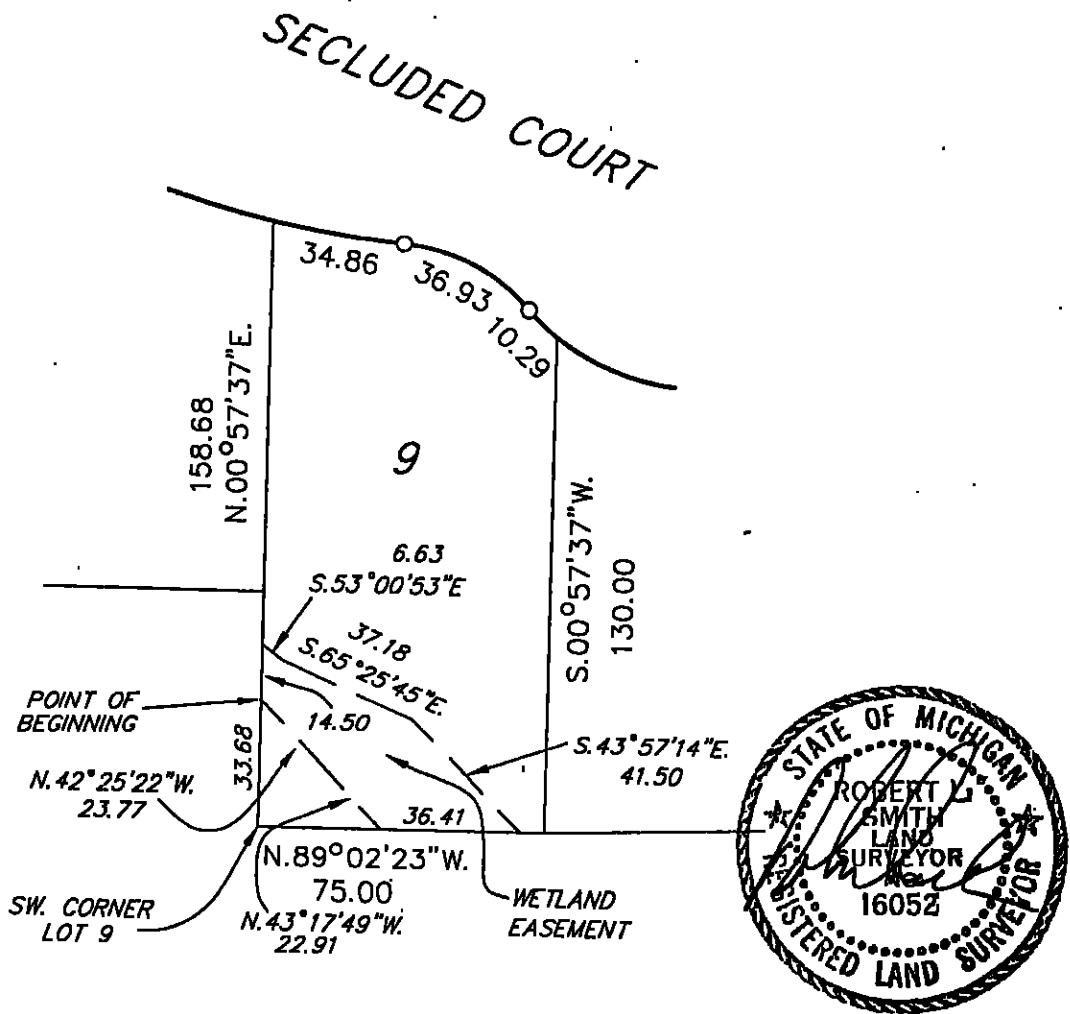 SECLUDED COURT
34.86
36.93
10.29
158.68
N.00°57'37"E.
9
S.00°57'37"W.
130.00
6.63
S.53°00'53"E
37.18
S.65°25'45"E.
POINT OF
BEGINNING
14.50
33.68
S.43°57'14"E.
41.50
N.42°25'22"W.
23.77
36.41
N.89°02'23"W.
75.00
SW. CORNER
LOT 9
N.43°17'49"W.
22.91
WETLAND
EASEMENT
STATE OF MICHIGAN
ROBERT L
SMITH
LAND
SURVEYOR
NO.
16052
REGISTERED LAND SURVEYOR